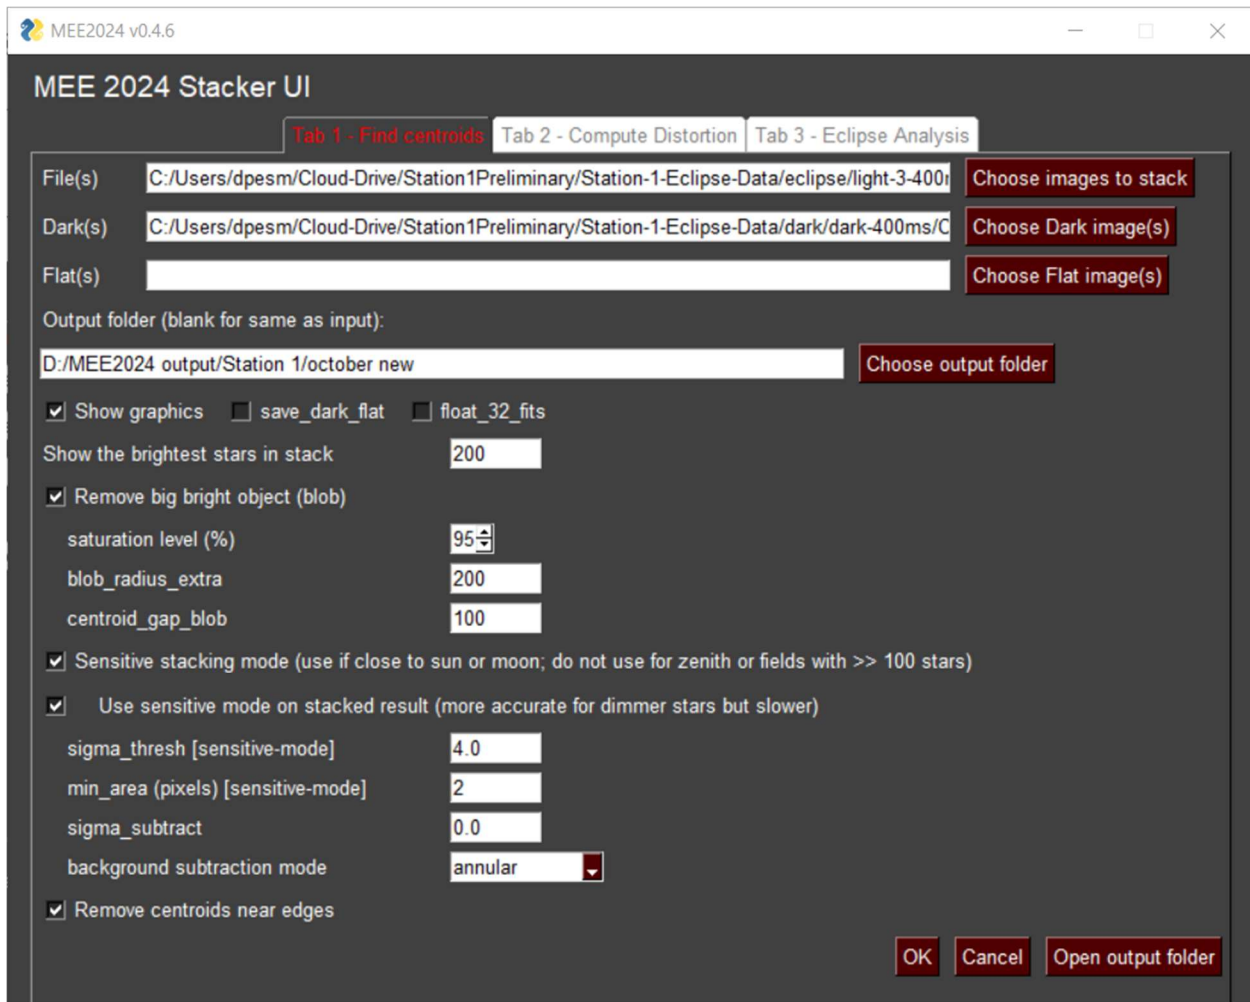 MEE2024 v0.4.6
MEE 2024 Stacker UI
Tab 1 - Find centroids Tab 2 - Compute Distortion Tab 3 - Eclipse Analysis
File(s) C:/Users/dpesm/Cloud-Drive/Station1Preliminary/Station-1-Eclipse-Data/eclipse/light-3-400 Choose images to stack
Dark(s) C:/Users/dpesm/Cloud-Drive/Station1Preliminary/Station-1-Eclipse-Data/dark/dark-400ms/C Choose Dark image(s)
Flat(s) Choose Flat image(s)
Output folder (blank for same as input):
D:/MEE2024 output/Station 1/october new Choose output folder
Show graphics save_dark_flat float_32_fits
Show the brightest stars in stack 200
Remove big bright object (blob)
saturation level (%) 95
blob_radius_extra 200
centroid_gap_blob 100
Sensitive stacking mode (use if close to sun or moon; do not use for zenith or fields with >> 100 stars)
Use sensitive mode on stacked result (more accurate for dimmer stars but slower)
sigma_thresh [sensitive-mode] 4.0
min_area (pixels) [sensitive-mode] 2
sigma_subtract 0.0
background subtraction mode annular
Remove centroids near edges
OK Cancel Open output folder